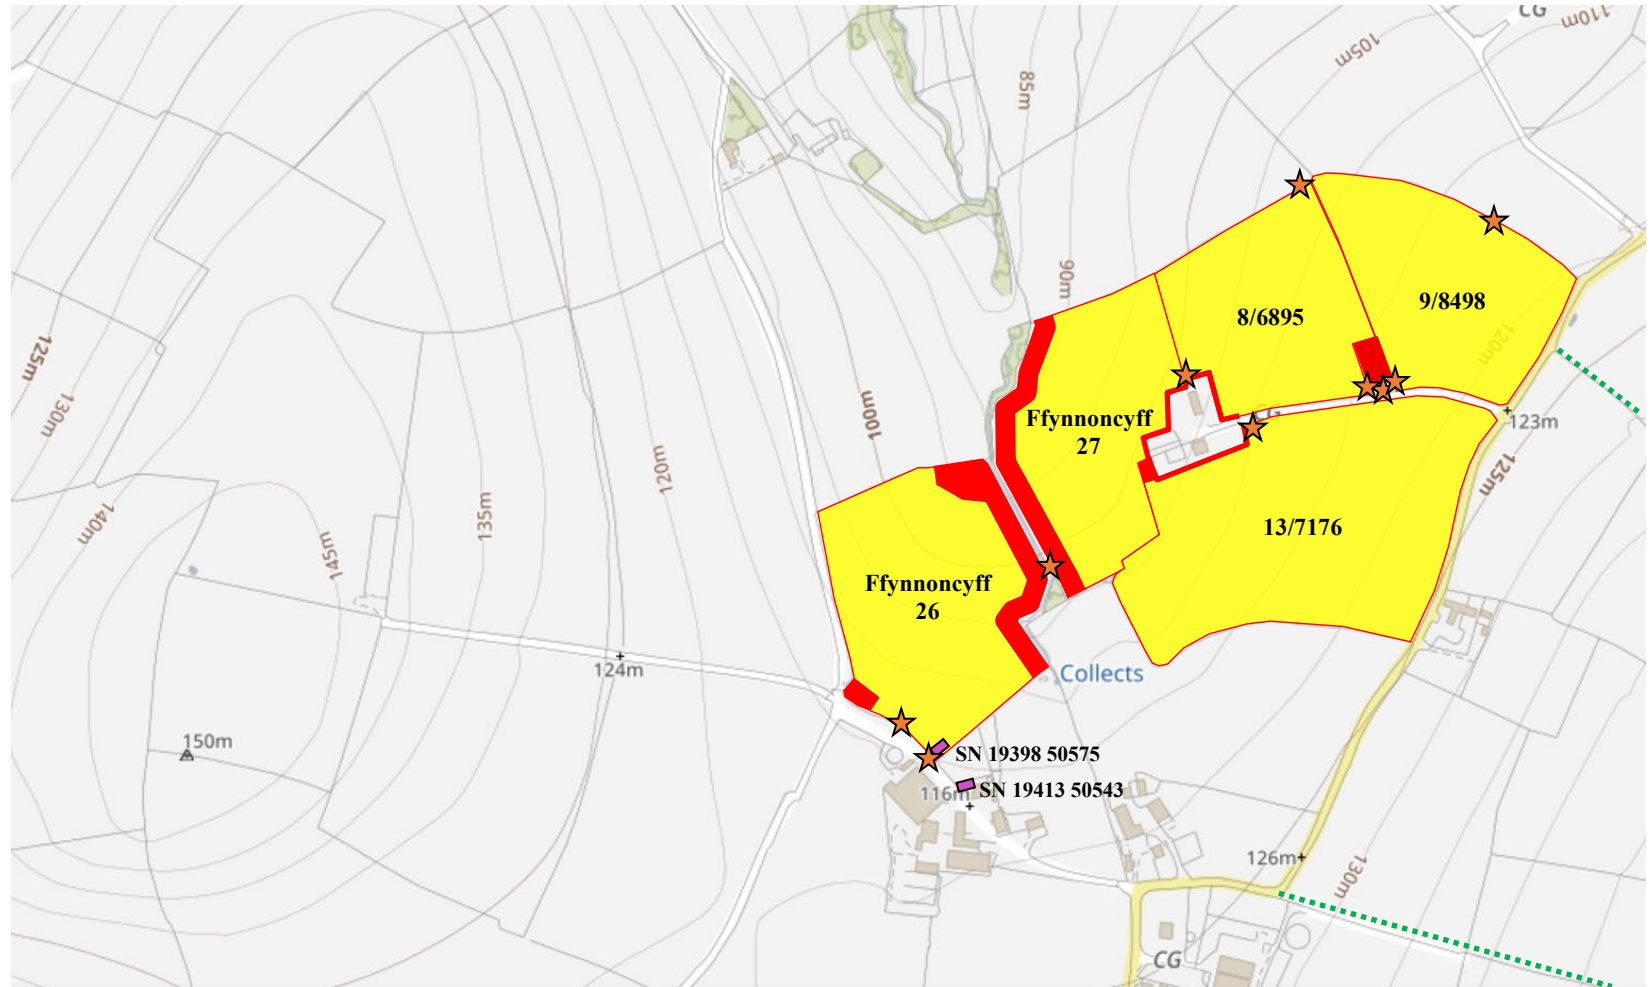 CG
110m
105m
85m
90m
8/6895
9/8498
120m
125m
130m
100m
Ffynnoncyff
27
CG
123m
120m
135m
125m
140m
145m
13/7176
Ffynnoncyff
26
124m
Collects
150m
SN 19398 50575
SN 19413 50543
116m
126m
130m
CG